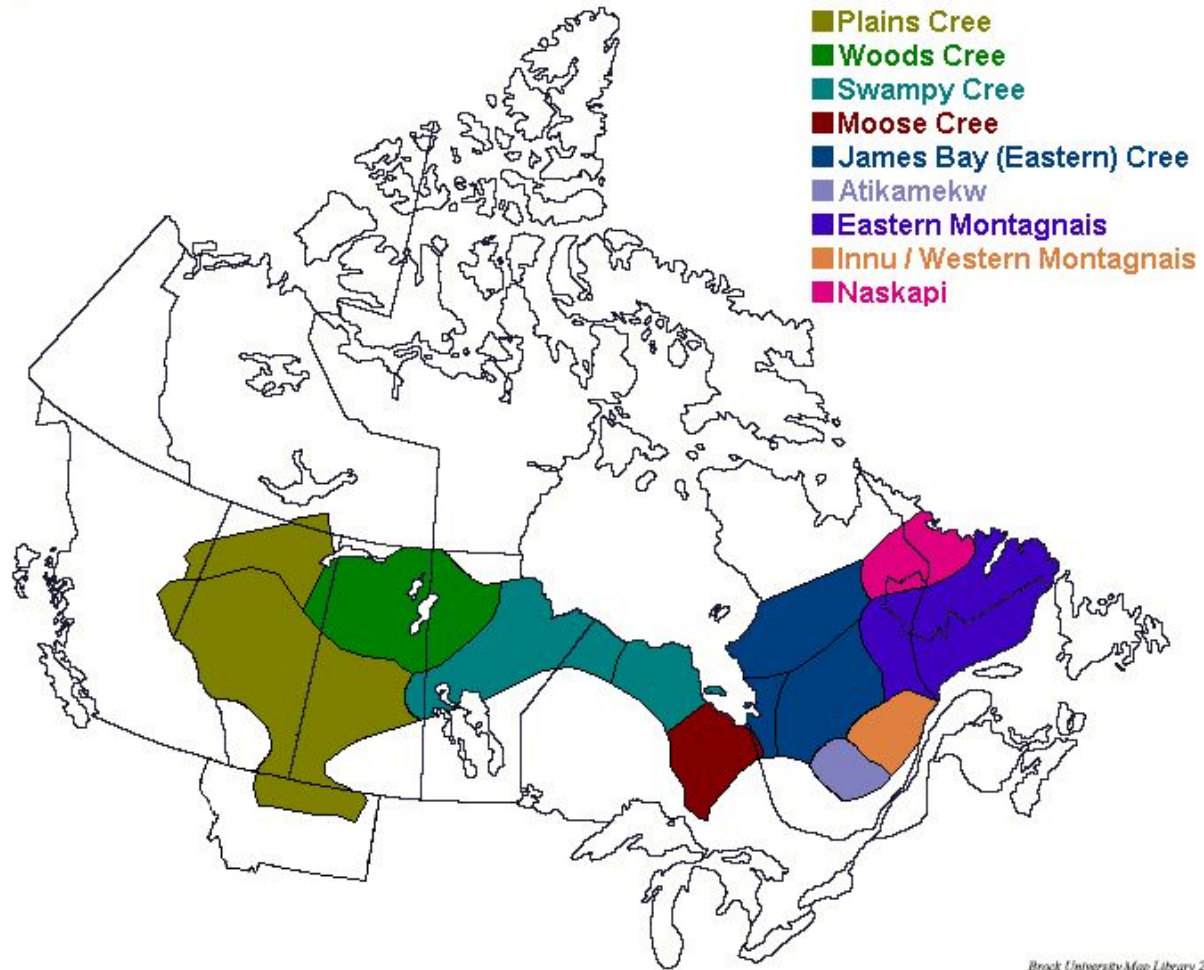 Plains Cree
Woods Cree
Swampy Cree
Moose Cree
James Bay (Eastern) Cree
Atikamekw
Eastern Montagnais
Innu / Western Montagnais
Naskapi
Brock University Map Library 2